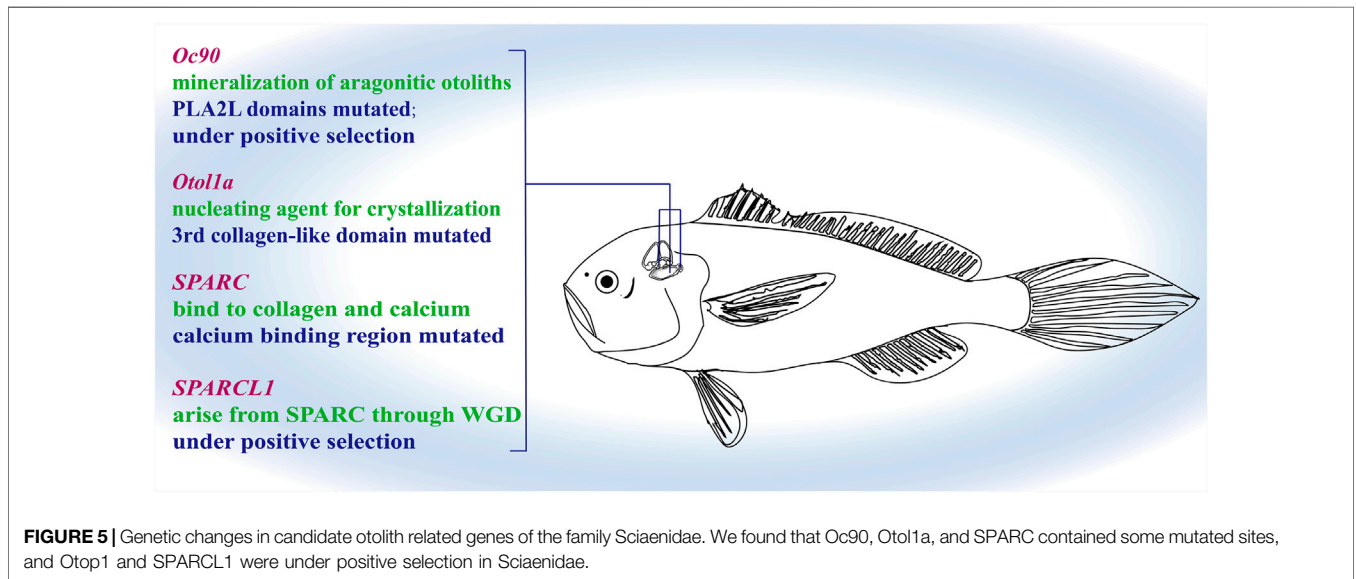 Oc90
mineralization of aragonitic otoliths
PLA2L domains mutated;
under positive selection
Otol1a
nucleating agent for crystallization
3rd collagen-like domain mutated
SPARC
bind to collagen and calcium
calcium binding region mutated
SPARCL1
arise from SPARC through WGD
under positive selection
FIGURE 5 | Genetic changes in candidate otolith related genes of the family Sciaenidae. We found that Oc90, Otol1a, and SPARC contained some mutated sites,
and Otop1 and SPARCL1 were under positive selection in Sciaenidae.